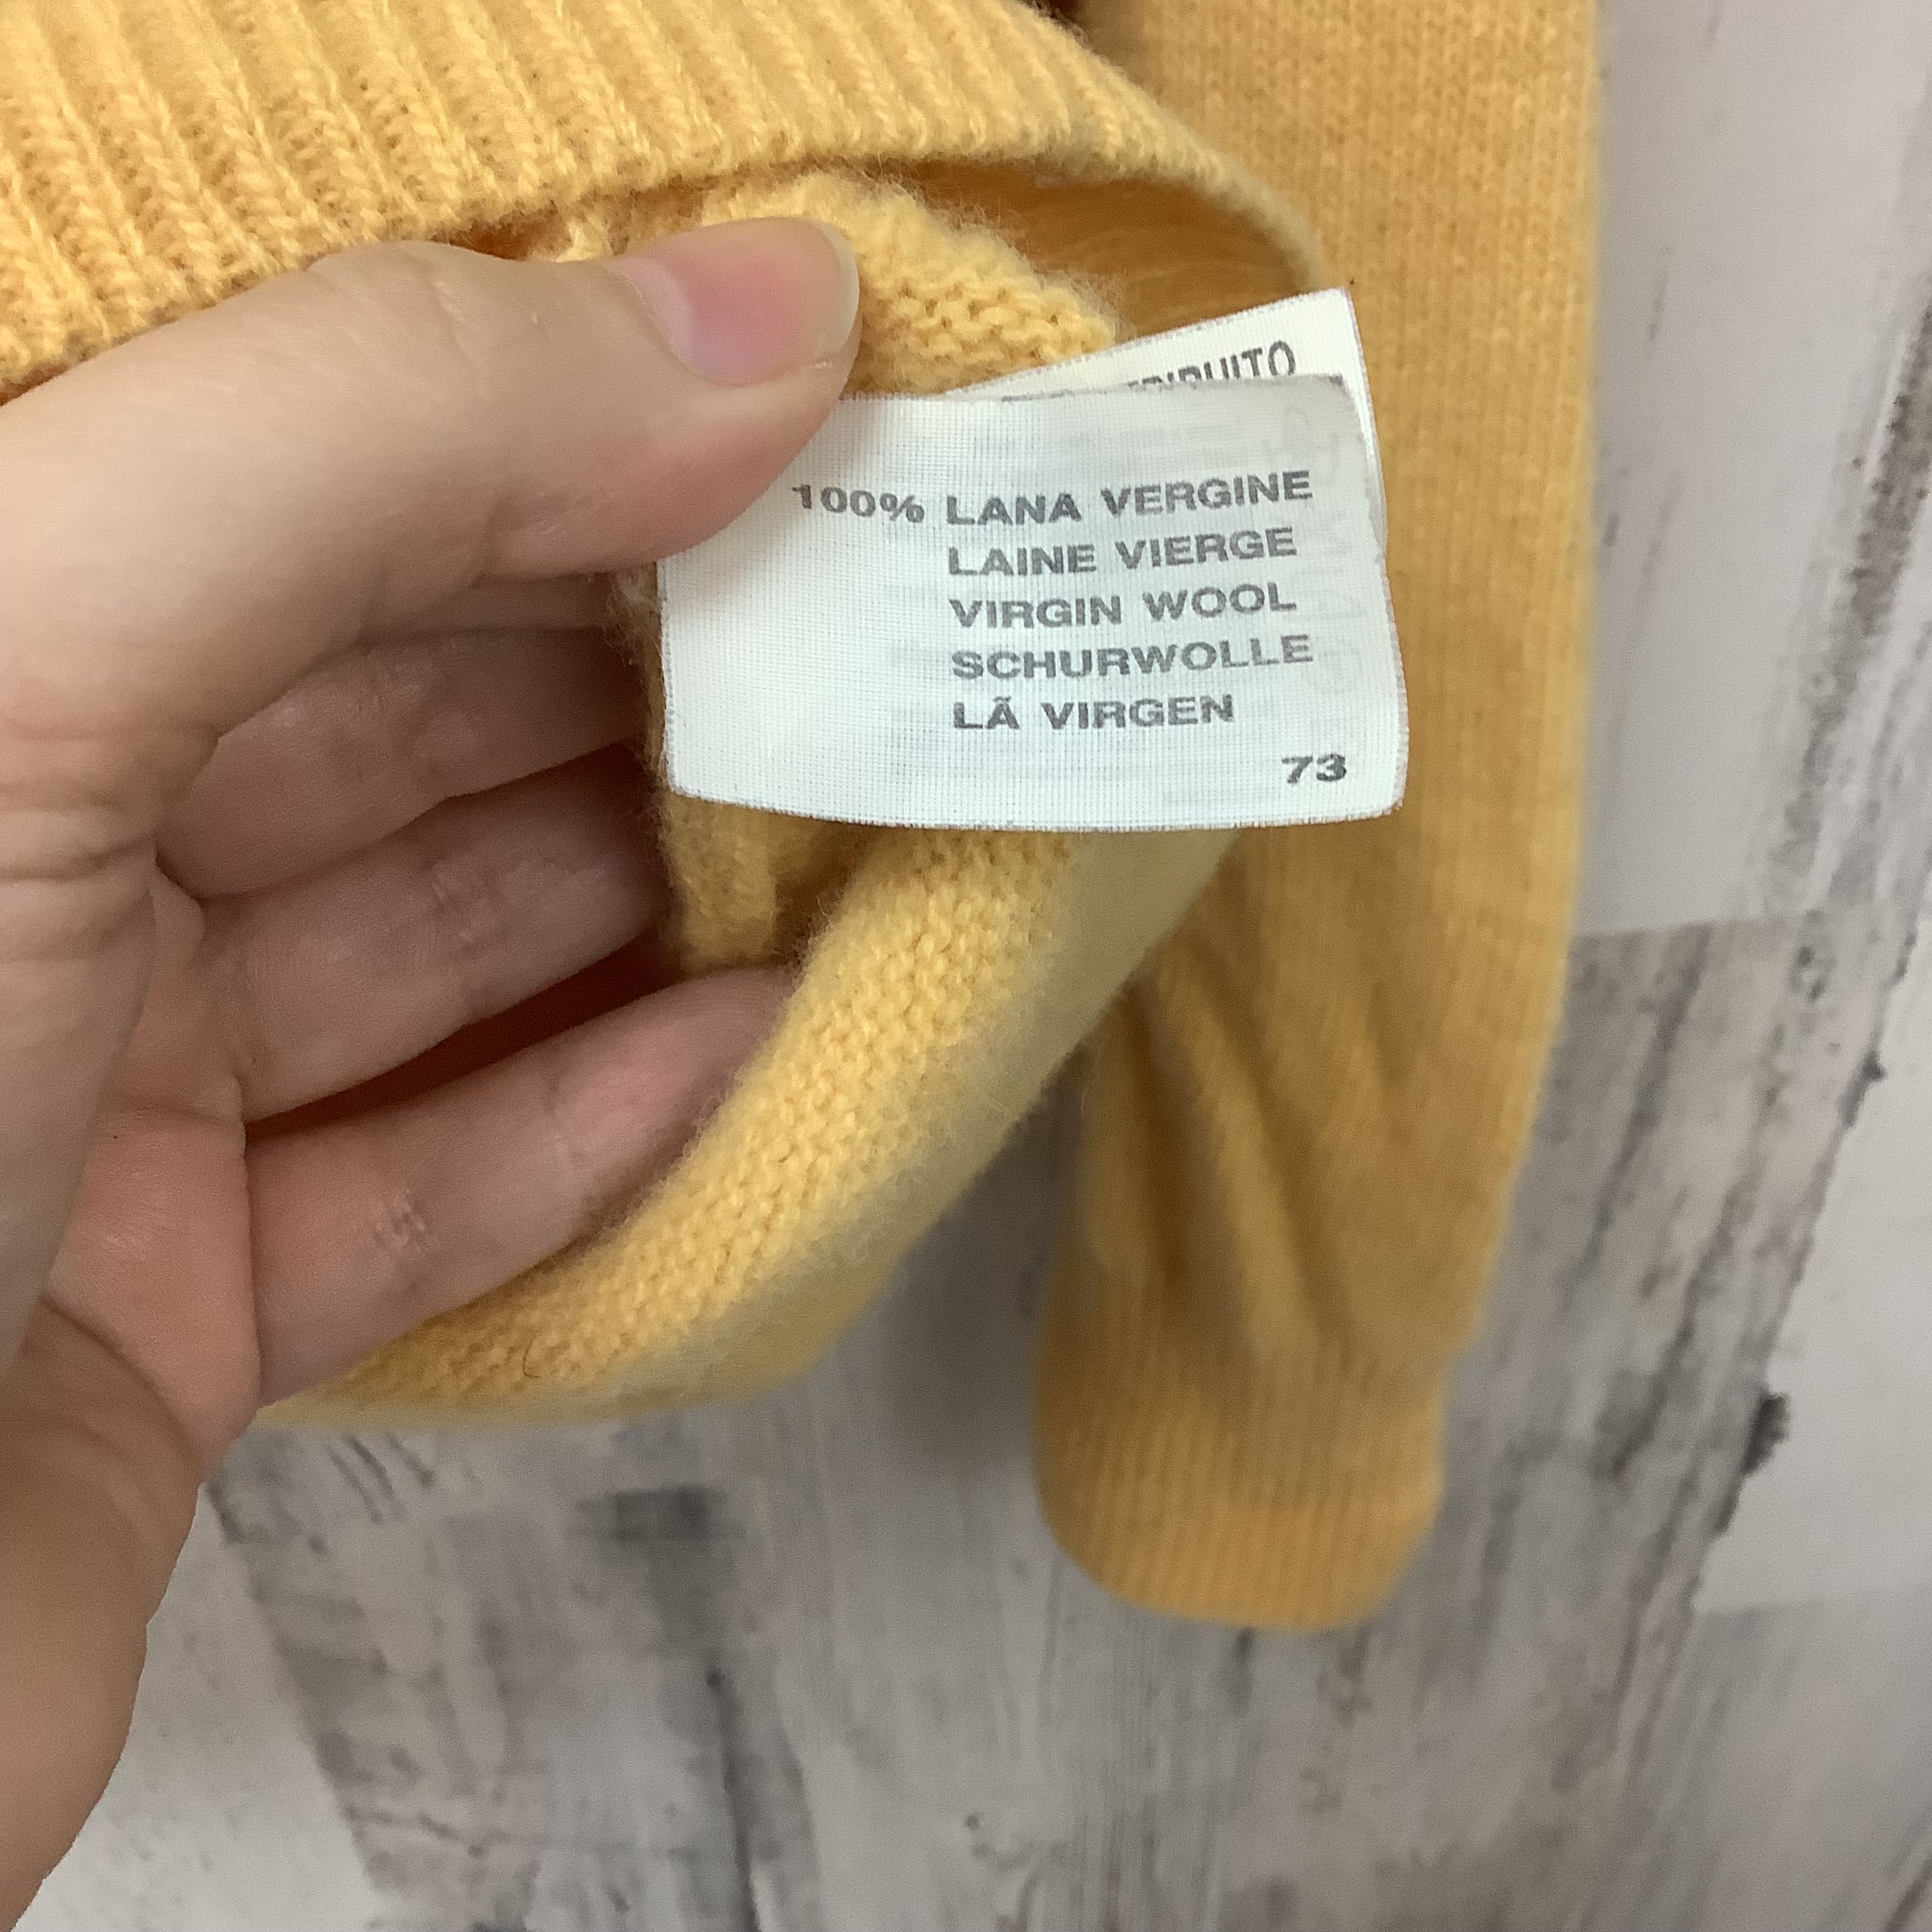 100% LANA VERGINE
LAINE VIERGE
VIRGIN WOOL
SCHURWOLLE
LÃ VIRGEN
73